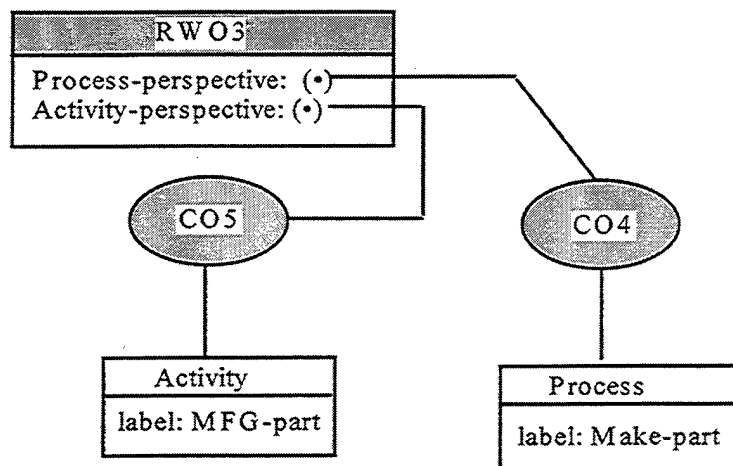 RWO3
Process-perspective: (•)
Activity-perspective: (•)
CO5
CO4
Activity
label: MFG-part
Process
label: Make-part